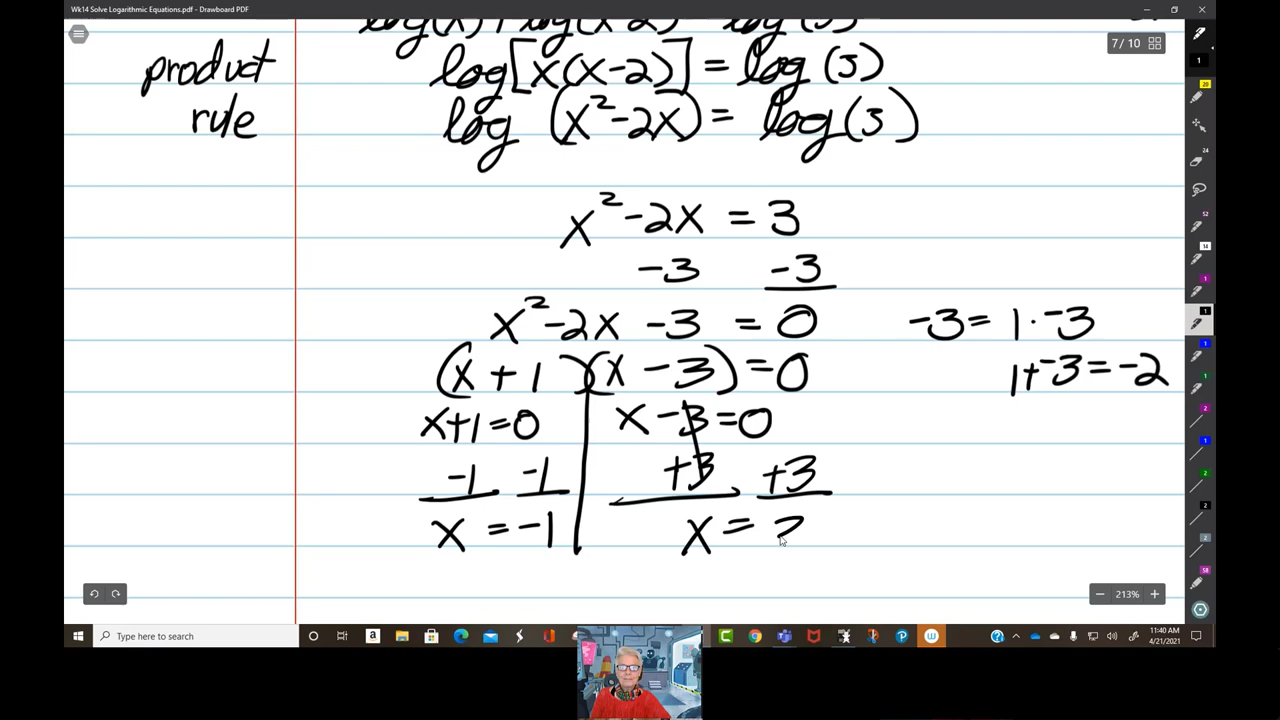 Wk14 Solve Logarithmic Equations.pdf - Drawboard PDF
7 / 10
product
rule
log[x(x-2)] = log(3)
log (x²-2x) = log(3)
x²-2x = 3
-3 -3
x²-2x -3 = 0
-3 = 1·-3
(x+1)(x-3)=0
1+-3=-2
x+1=0
x-3=0
-1 -1
+3 +3
x=-1
x=
213%
Type here to search
11:40 AM
4/21/2021